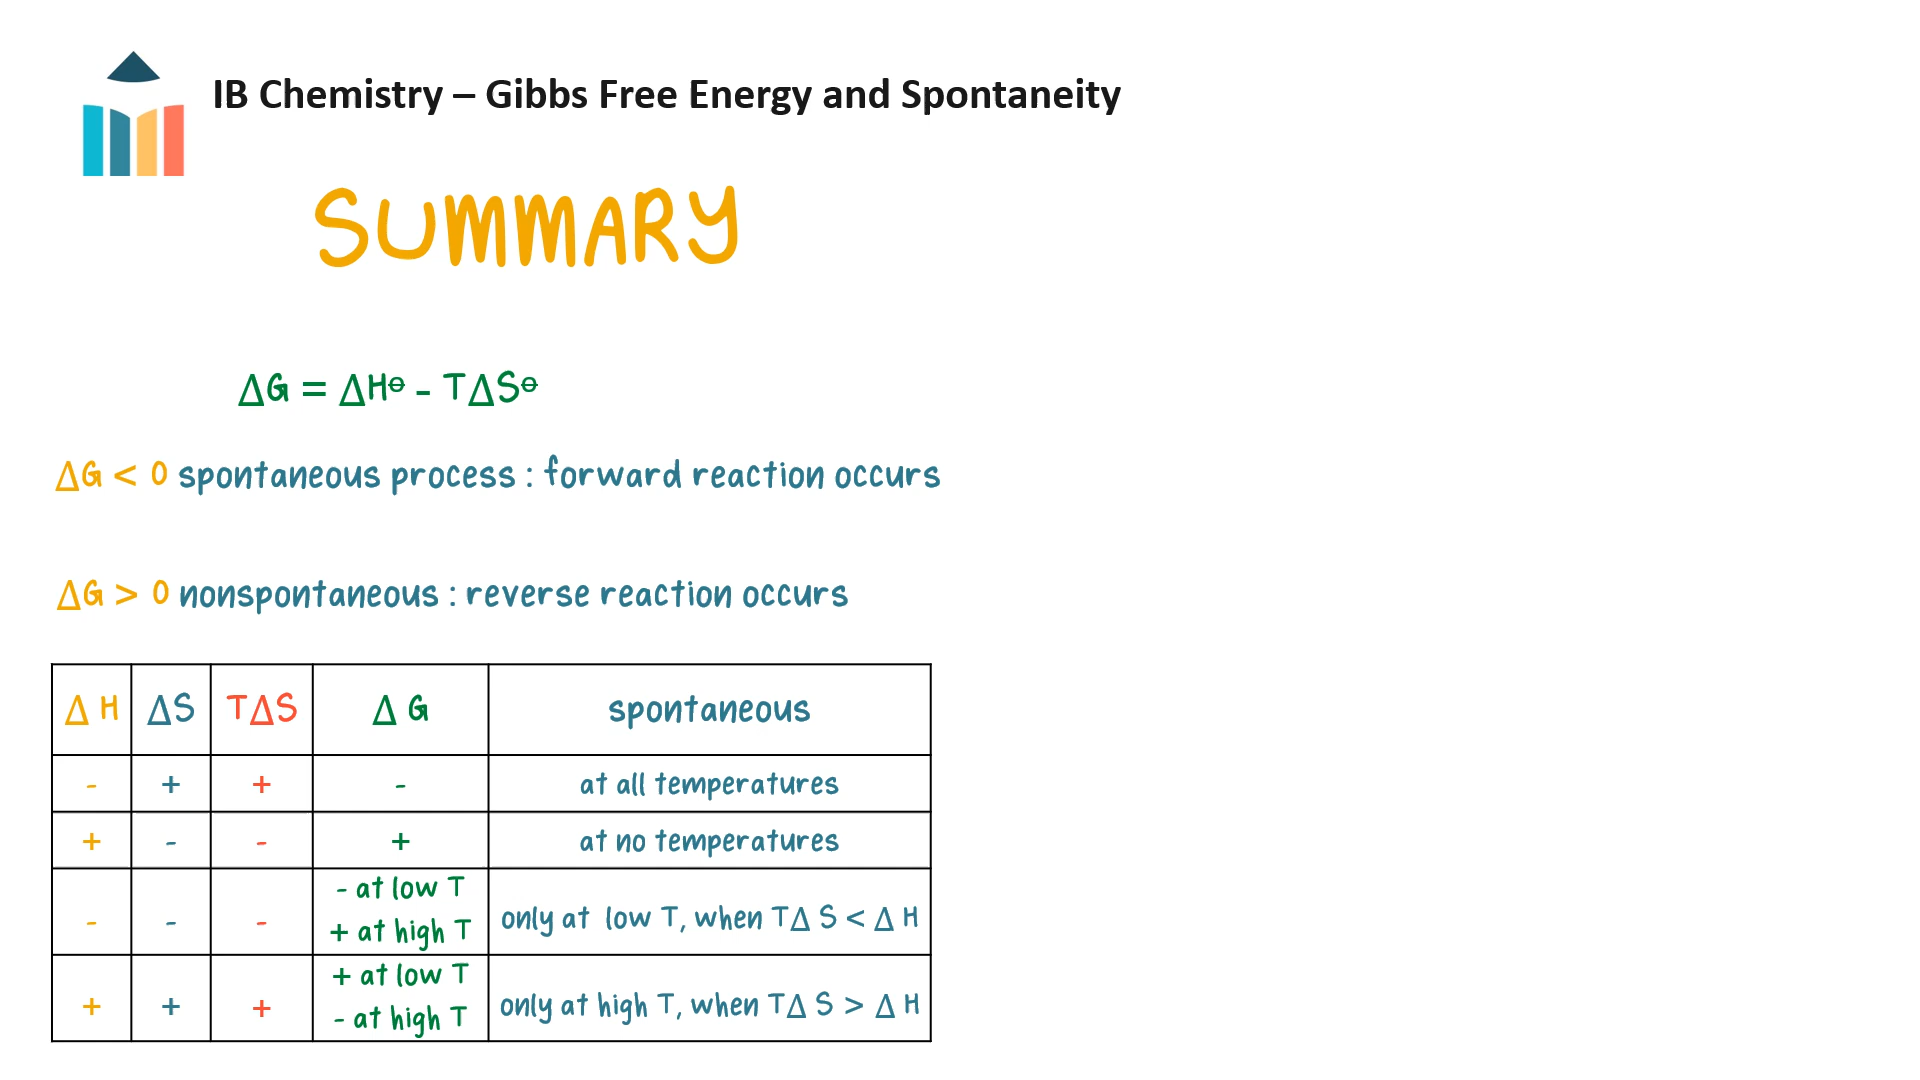 IB Chemistry – Gibbs Free Energy and Spontaneity
SUMMARY
ΔG = ΔH⦵ - TΔS⦵
ΔG < 0 spontaneous process : forward reaction occurs
ΔG > 0 nonspontaneous : reverse reaction occurs
Δ H ΔS TΔS Δ G spontaneous
- + + - at all temperatures
+ - - + at no temperatures
- - - - at low T
+ at high T only at low T, when TΔ S < Δ H
+ + + + at low T
- at high T only at high T, when TΔ S > Δ H